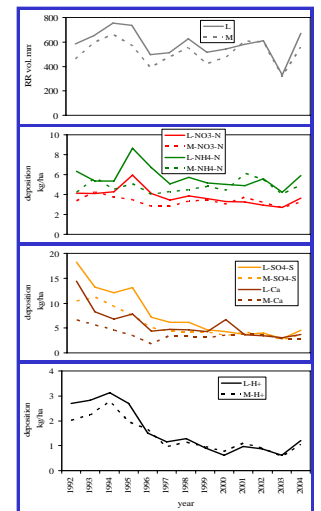 800
600
400
200
0
RR vol. mm
L
M
10
8
6
4
2
0
deposition
kg/ha
L-NO3-N
M-NO3-N
L-NH4-N
M-NH4-N
20
15
10
5
0
deposition
kg/ha
L-SO4-S
M-SO4-S
L-Ca
M-Ca
4
3
2
1
0
deposition
kg/ha
L-H+
M-H+
1992
1993
1994
1995
1996
1997
1998
1999
2000
2001
2002
2003
2004
year